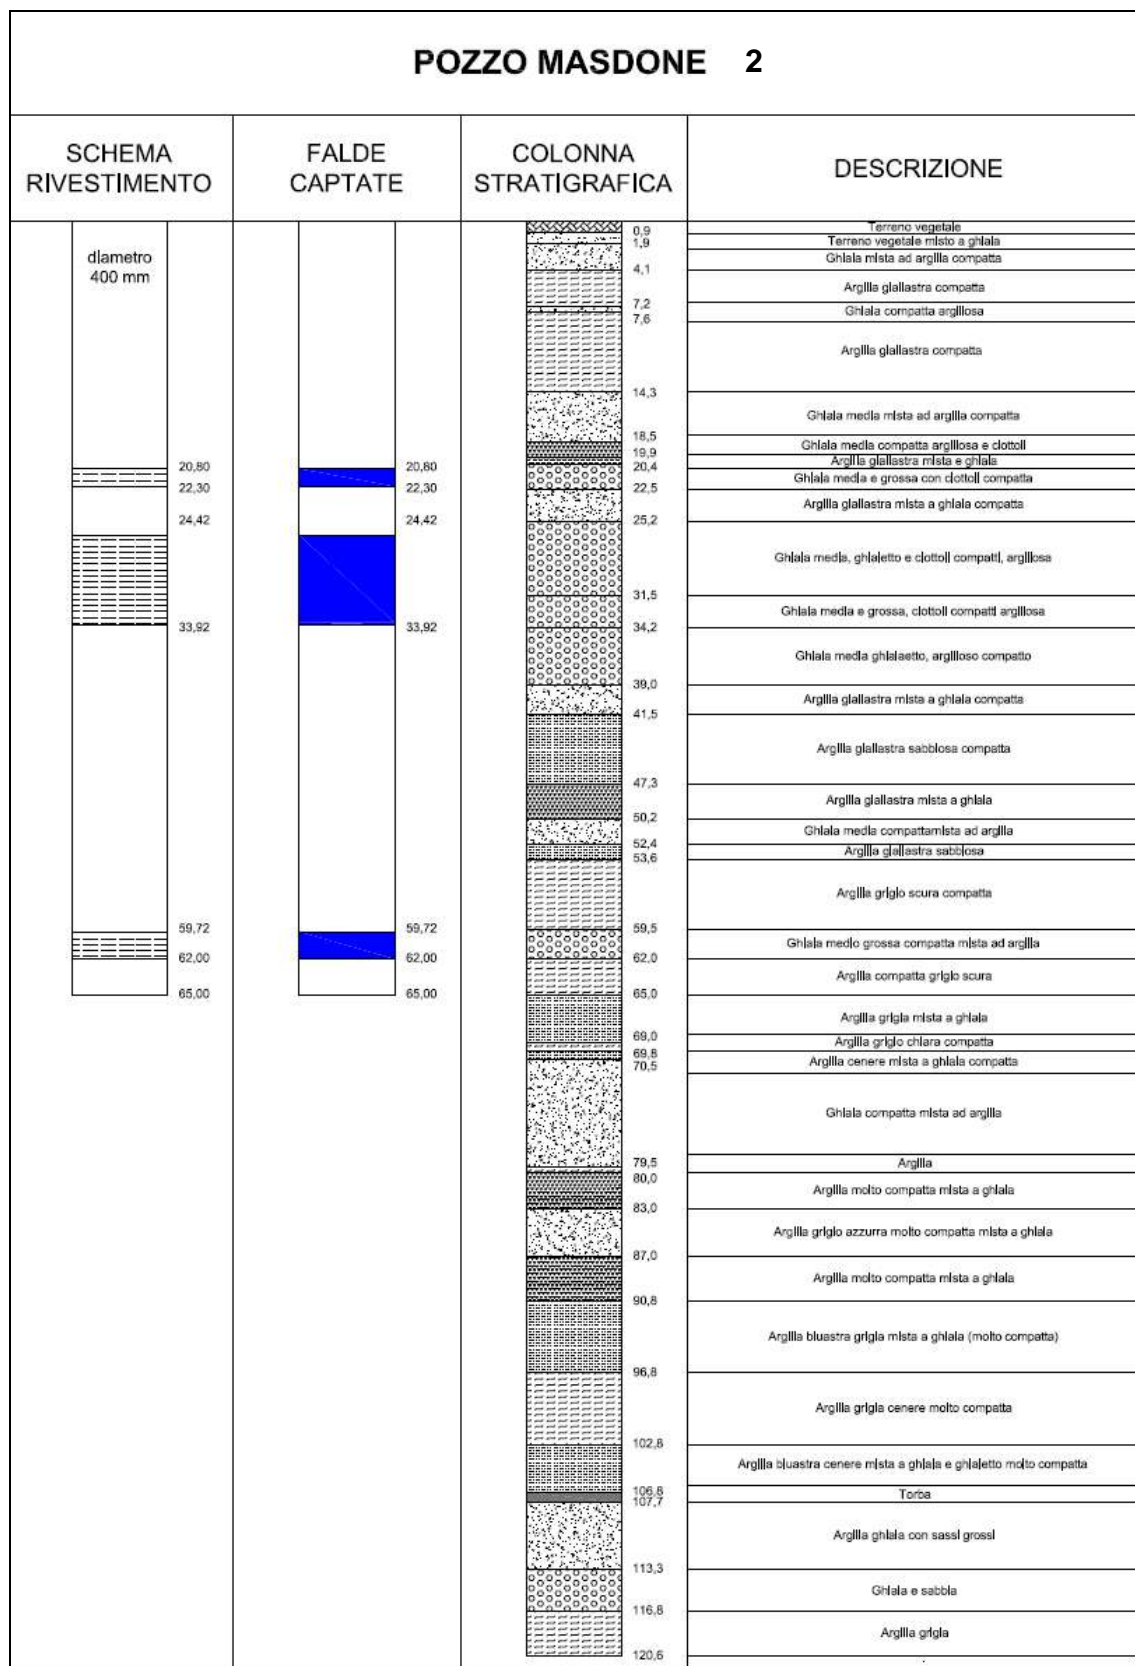 POZZO MASDONE 2
SCHEMA
RIVESTIMENTO
FALDE
CAPTATE
COLONNA
STRATIGRAFICA
DESCRIZIONE
diametro
400 mm
20,80
22,30
24,42
33,92
59,72
62,00
65,00
20,80
22,30
24,42
33,92
59,72
62,00
65,00
0,9
1,9
4,1
7,2
7,6
14,3
18,5
19,9
20,4
22,5
25,2
31,5
34,2
39,0
41,5
47,3
50,2
52,4
53,6
59,5
62,0
65,0
69,0
69,8
70,5
79,5
80,0
83,0
87,0
90,8
96,8
102,8
106,8
107,7
113,3
116,8
120,6
Terreno vegetale
Terreno vegetale misto a ghiaia
Ghiaia mista ad argilla compatta
Argilla giallastra compatta
Ghiaia compatta argillosa
Argilla giallastra compatta
Ghiaia media mista ad argilla compatta
Ghiaia media compatta argillosa e ciottoli
Argilla giallastra mista e ghiaia
Ghiaia media e grossa con ciottoli compatta
Argilla giallastra mista a ghiaia compatta
Ghiaia media, ghiaietto e ciottoli compatti, argillosa
Ghiaia media e grossa, ciottoli compatti argillosa
Ghiaia media ghiaiaetto, argilloso compatto
Argilla giallastra mista a ghiaia compatta
Argilla giallastra sabbiosa compatta
Argilla giallastra mista a ghiaia
Ghiaia media compattamista ad argilla
Argilla giallastra sabbiosa
Argilla grigio scura compatta
Ghiaia medio grossa compatta mista ad argilla
Argilla compatta grigio scura
Argilla grigia mista a ghiaia
Argilla grigio chiara compatta
Argilla cenere mista a ghiaia compatta
Ghiaia compatta mista ad argilla
Argilla
Argilla molto compatta mista a ghiaia
Argilla grigio azzurra molto compatta mista a ghiaia
Argilla molto compatta mista a ghiaia
Argilla bluastra grigia mista a ghiaia (molto compatta)
Argilla grigia cenere molto compatta
Argilla bluastra cenere mista a ghiaia e ghiaietto molto compatta
Torba
Argilla ghiaia con sassi grossi
Ghiaia e sabbia
Argilla grigia